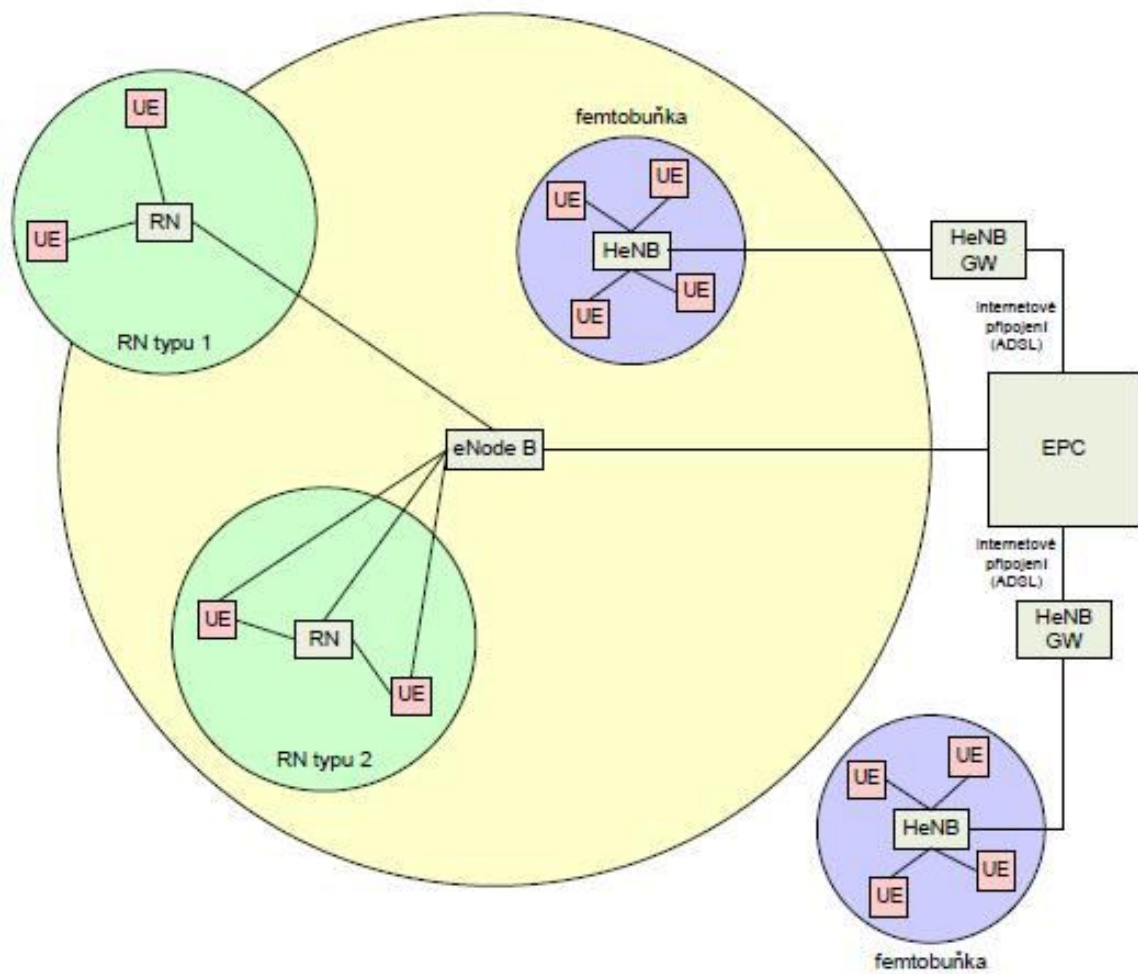 UE
femtobuňka
UE
UE
RN
UE
HeNB
HeNB
GW
UE
UE
Internetové
připojení
(ADSL)
RN typu 1
eNode B
EPC
Internetové
připojení
(ADSL)
UE
RN
HeNB
GW
UE
RN typu 2
UE
UE
HeNB
UE
UE
femtobuňka